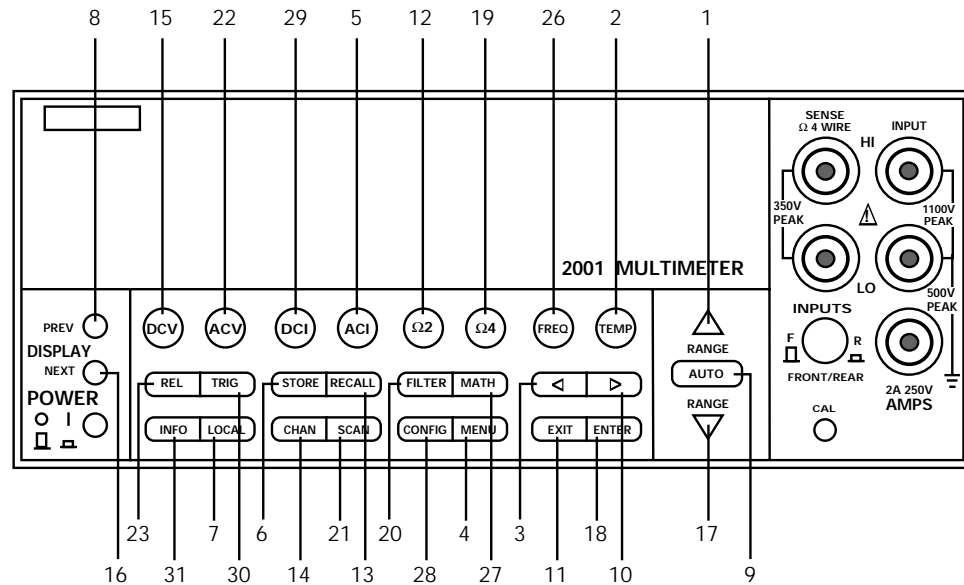 8 15 22 29 5 12 19 26 2 1
SENSE
Ω 4 WIRE
HI
INPUT
350V
PEAK
1100V
PEAK
2001 MULTIMETER
LO
500V
PEAK
PREV
DISPLAY
NEXT
POWER
DCV ACV DCI ACI Ω2 Ω4 FREQ TEMP
RANGE
AUTO
RANGE
REL TRIG STORE RECALL FILTER MATH
INFO LOCAL CHAN SCAN CONFIG MENU EXIT ENTER
INPUTS
F R
FRONT/REAR
CAL
2A 250V
AMPS
23 7 6 21 20 4 3 18 17
16 31 30 14 13 28 27 11 10 9